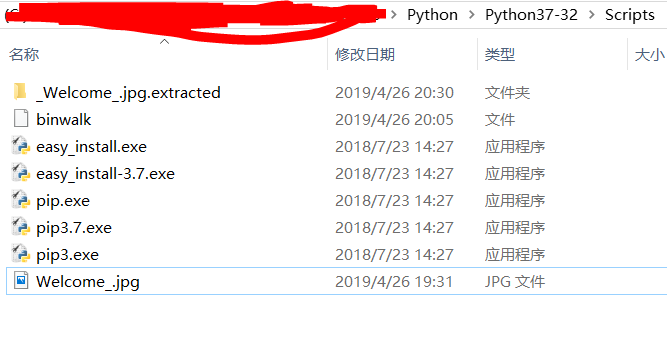 Python > Python37-32 > Scripts
名称 修改日期 类型 大小
_Welcome_.jpg.extracted 2019/4/26 20:30 文件夹
binwalk 2019/4/26 20:05 文件
easy_install.exe 2018/7/23 14:27 应用程序
easy_install-3.7.exe 2018/7/23 14:27 应用程序
pip.exe 2018/7/23 14:27 应用程序
pip3.7.exe 2018/7/23 14:27 应用程序
pip3.exe 2018/7/23 14:27 应用程序
Welcome_.jpg 2019/4/26 19:31 JPG 文件